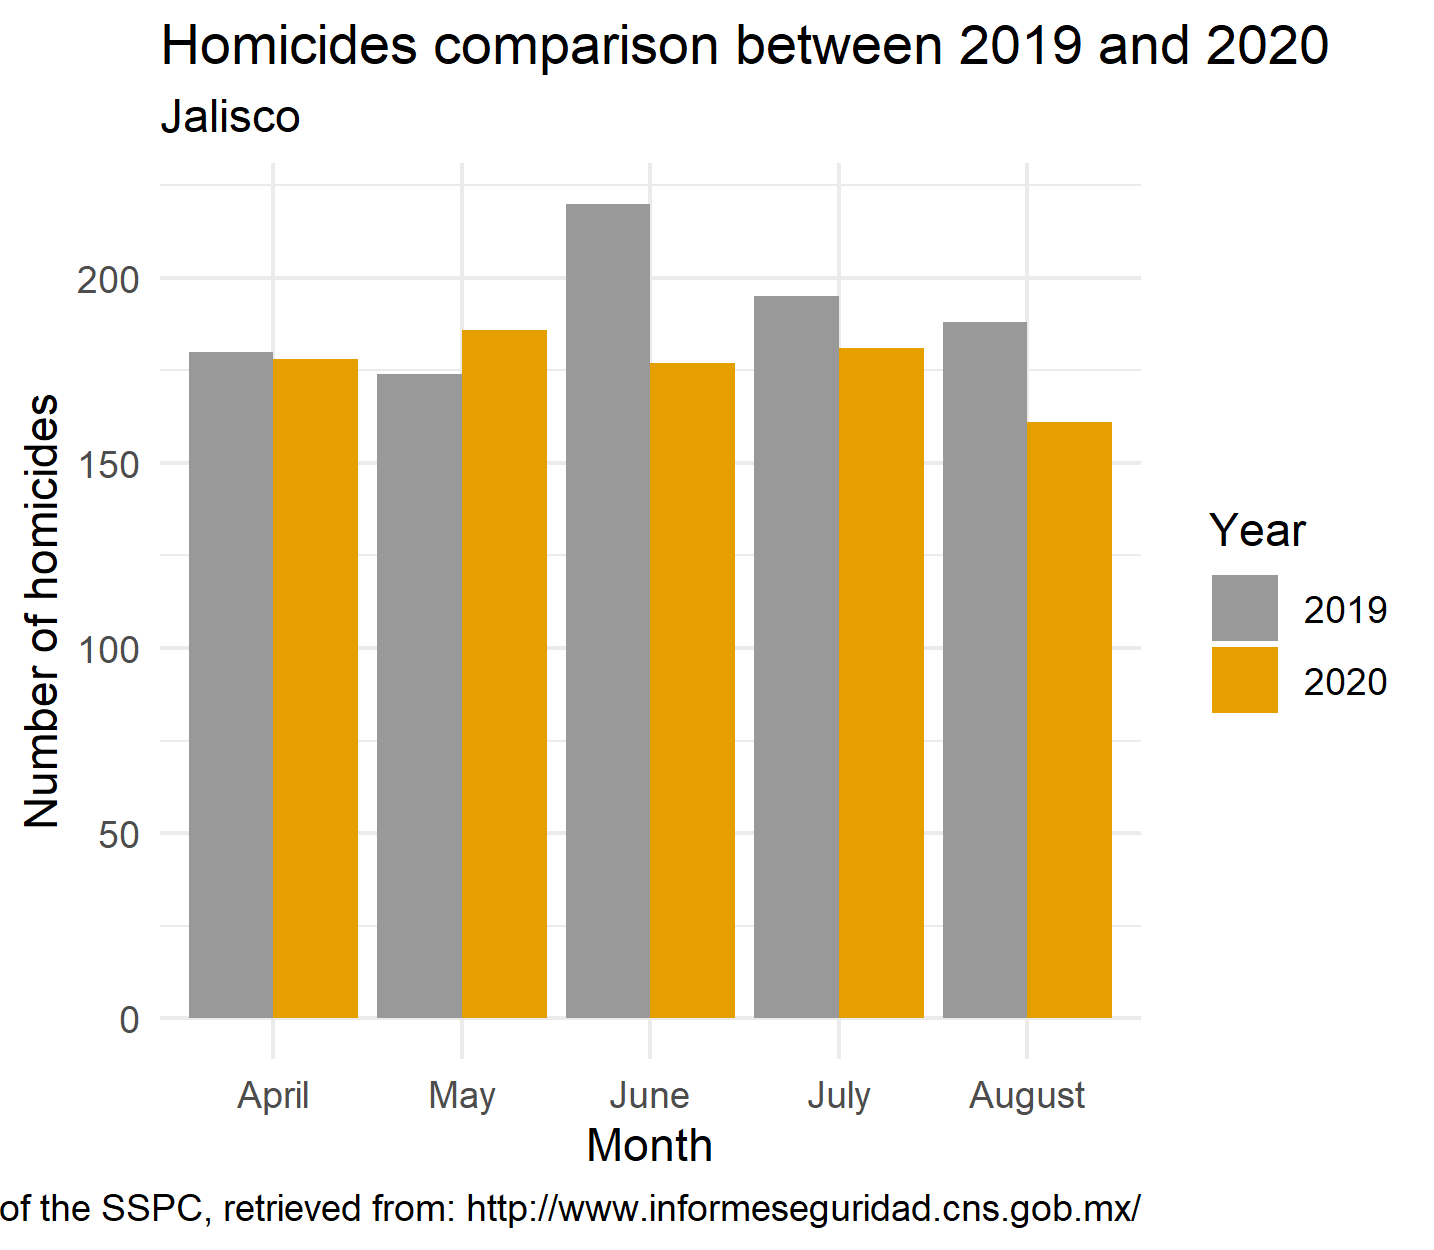 Homicides comparison between 2019 and 2020
Jalisco
Number of homicides
200
150
100
50
0
April May June July August
Month
Year
2019
2020
of the SSPC, retrieved from: http://www.informeseguridad.cns.gob.mx/